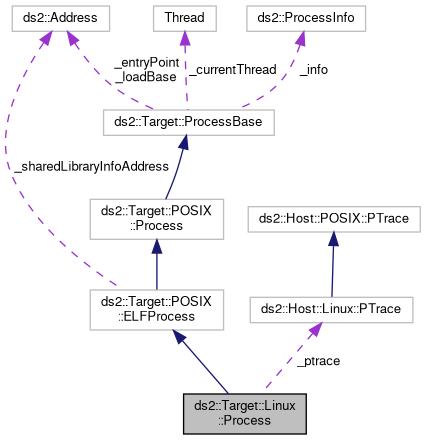 ds2::Address
Thread
ds2::ProcessInfo
_entryPoint
_loadBase
_currentThread
_info
ds2::Target::ProcessBase
_sharedLibraryInfoAddress
ds2::Target::POSIX
::Process
ds2::Host::POSIX::PTrace
ds2::Target::POSIX
::ELFProcess
ds2::Host::Linux::PTrace
_ptrace
ds2::Target::Linux
::Process